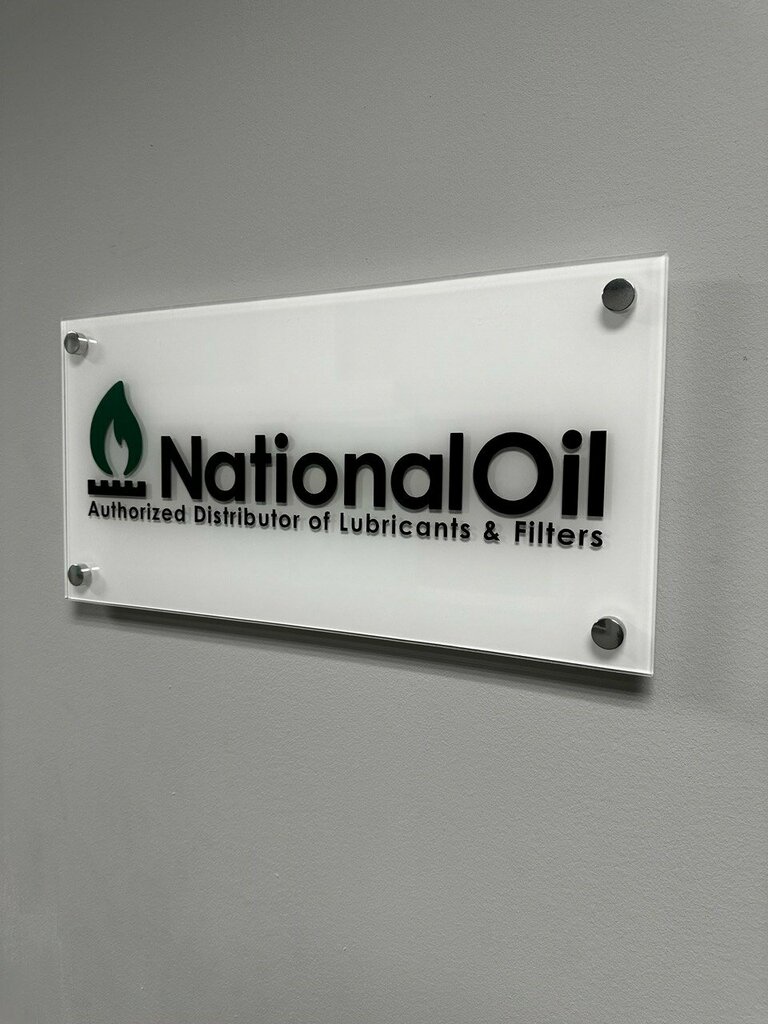 NationalOil
Authorized Distributor of Lubricants & Filters